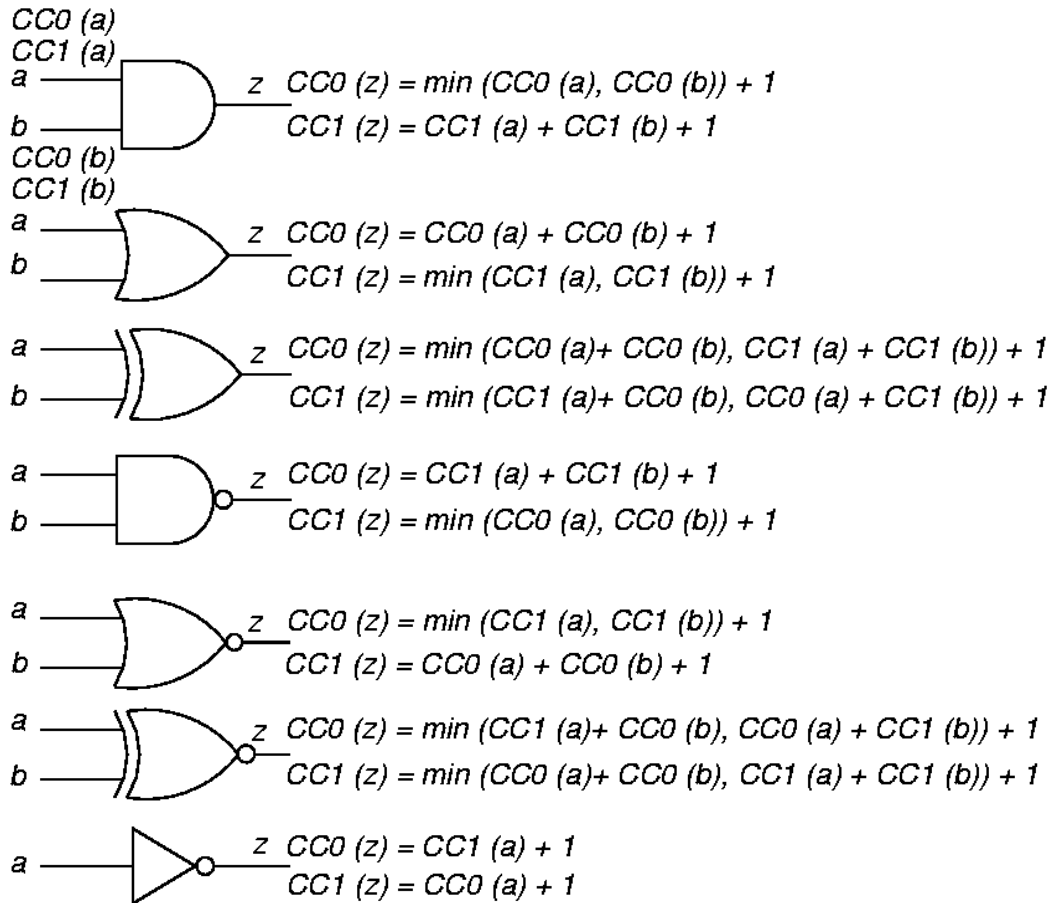 CC0 (a)
CC1 (a)
a
z CC0 (z) = min (CC0 (a), CC0 (b)) + 1
b
CC1 (z) = CC1 (a) + CC1 (b) + 1
CC0 (b)
CC1 (b)
a
z CC0 (z) = CC0 (a) + CC0 (b) + 1
b
CC1 (z) = min (CC1 (a), CC1 (b)) + 1
a
z CC0 (z) = min (CC0 (a)+ CC0 (b), CC1 (a) + CC1 (b)) + 1
b
CC1 (z) = min (CC1 (a)+ CC0 (b), CC0 (a) + CC1 (b)) + 1
a
z CC0 (z) = CC1 (a) + CC1 (b) + 1
b
CC1 (z) = min (CC0 (a), CC0 (b)) + 1
a
z CC0 (z) = min (CC1 (a), CC1 (b)) + 1
b
CC1 (z) = CC0 (a) + CC0 (b) + 1
a
z CC0 (z) = min (CC1 (a)+ CC0 (b), CC0 (a) + CC1 (b)) + 1
b
CC1 (z) = min (CC0 (a)+ CC0 (b), CC1 (a) + CC1 (b)) + 1
a
z CC0 (z) = CC1 (a) + 1
CC1 (z) = CC0 (a) + 1